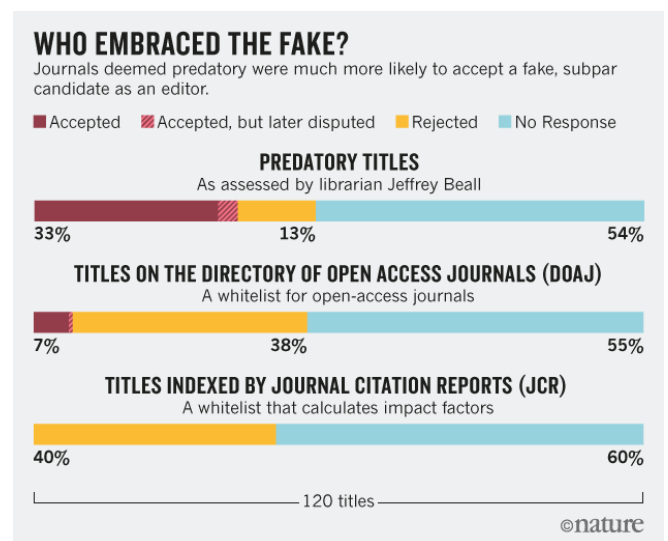 WHO EMBRACED THE FAKE?
Journals deemed predatory were much more likely to accept a fake, subpar
candidate as an editor.
Accepted Accepted, but later disputed Rejected No Response
PREDATORY TITLES
As assessed by librarian Jeffrey Beall
33% 13% 54%
TITLES ON THE DIRECTORY OF OPEN ACCESS JOURNALS (DOAJ)
A whitelist for open-access journals
7% 38% 55%
TITLES INDEXED BY JOURNAL CITATION REPORTS (JCR)
A whitelist that calculates impact factors
40% 60%
120 titles
©nature